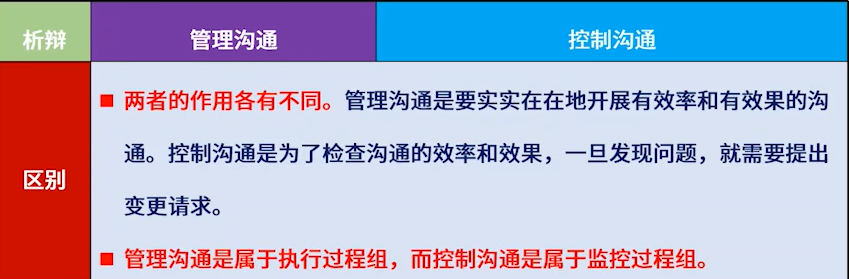 析辩 管理沟通 控制沟通
区别
■ 两者的作用各有不同。管理沟通是要实实在在地开展有效率和有效果的沟
通。控制沟通是为了检查沟通的效率和效果，一旦发现问题，就需要提出
变更请求。
■ 管理沟通是属于执行过程组，而控制沟通是属于监控过程组。